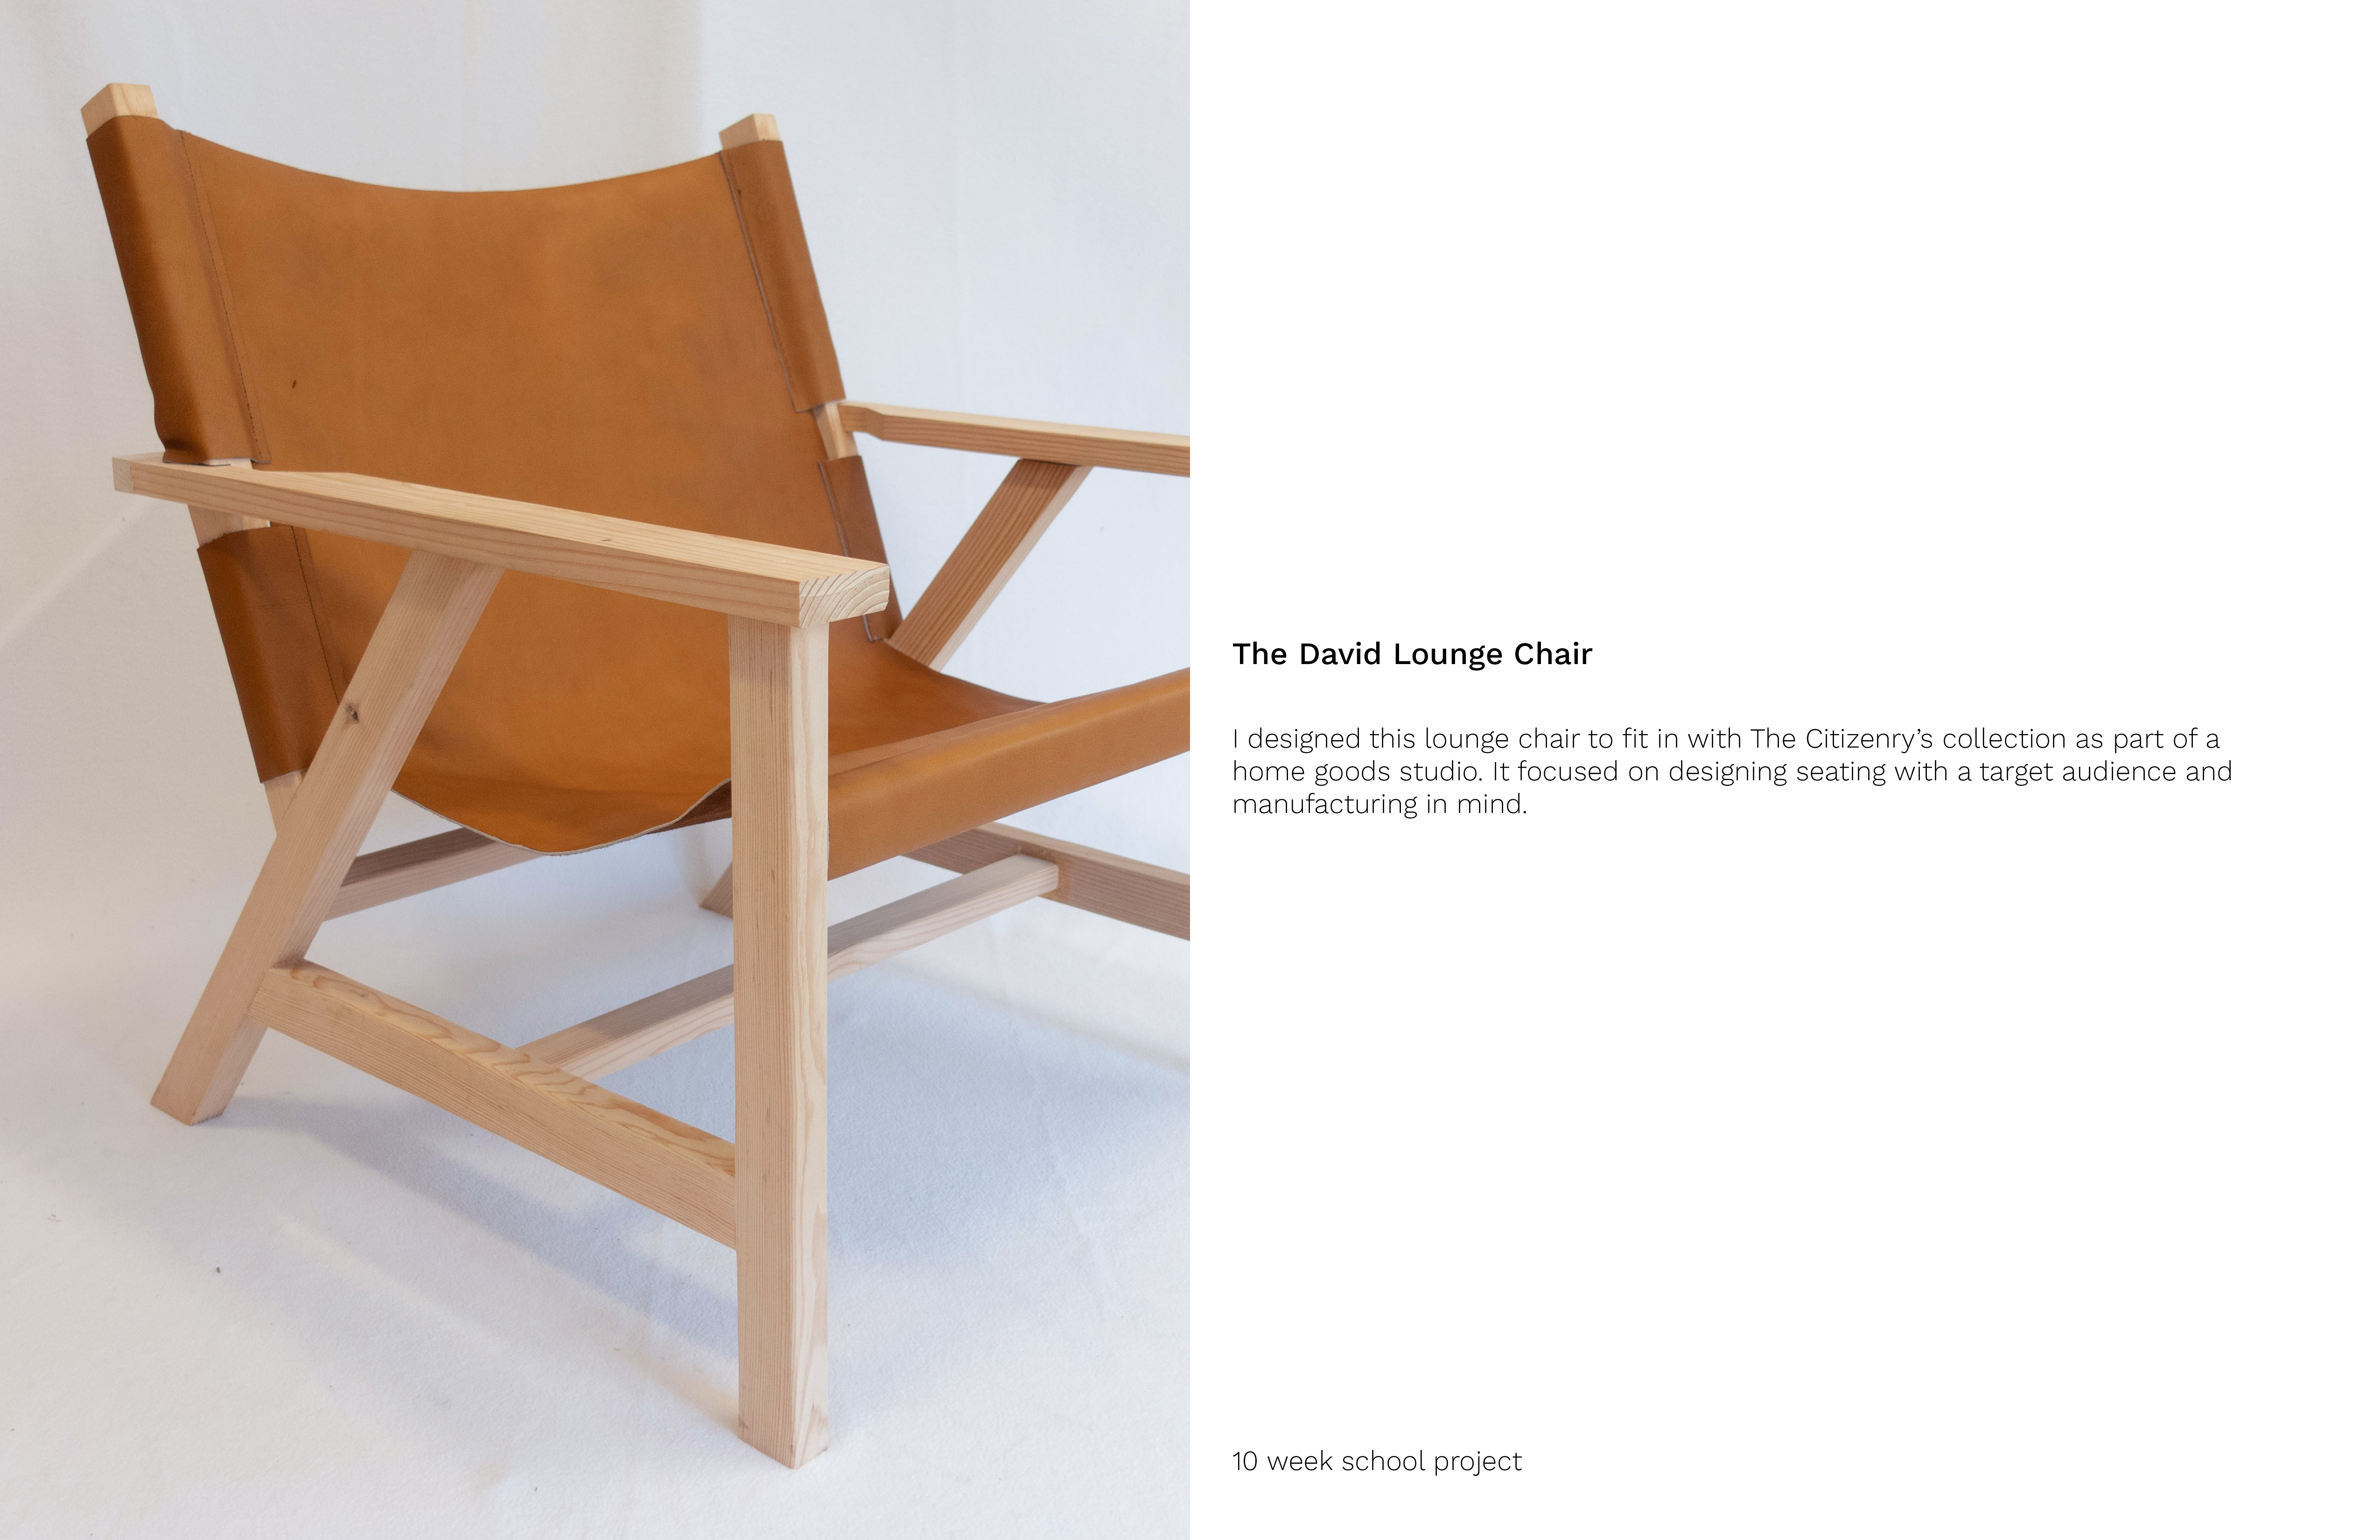 The David Lounge Chair
I designed this lounge chair to fit in with The Citizenry’s collection as part of a
home goods studio. It focused on designing seating with a target audience and
manufacturing in mind.
10 week school project